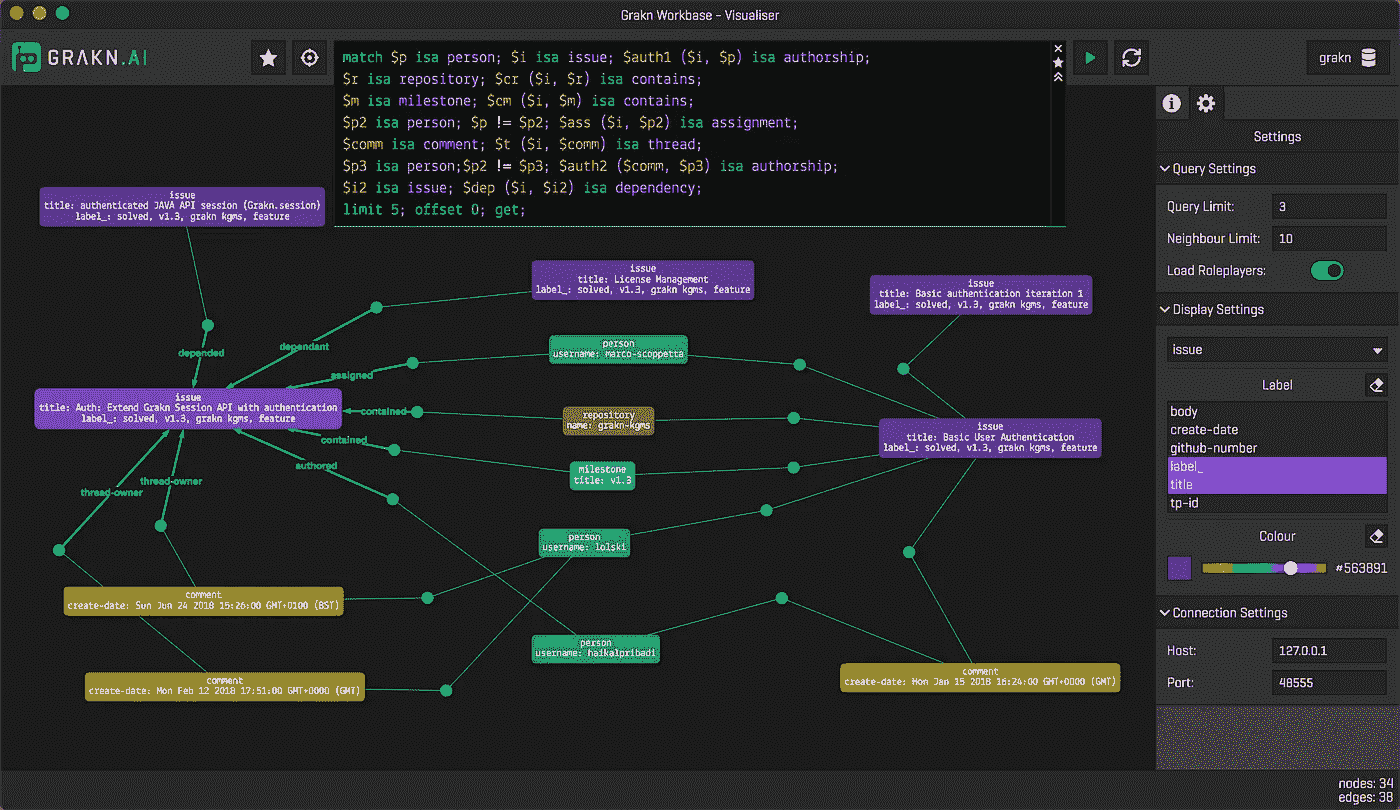 Grakn Workbase - Visualiser
GRAKN.AI
match $p isa person; $i isa issue; $auth1 ($i, $p) isa authorship;
$r isa repository; $cr ($i, $r) isa contains;
$m isa milestone; $cm ($i, $m) isa contains;
$p2 isa person; $p != $p2; $ass ($i, $p2) isa assignment;
$comm isa comment; $t ($i, $comm) isa thread;
$p3 isa person;$p2 != $p3; $auth2 ($comm, $p3) isa authorship;
$i2 isa issue; $dep ($i, $i2) isa dependency;
limit 5; offset 0; get;
grakn
issue
title: authenticated JAVA API session (Grakn.session)
label_: solved, v1.3, grakn kgms, feature
issue
title: License Management
label_: solved, v1.3, grakn kgms, feature
issue
title: Basic authentication iteration 1
label_: solved, v1.3, grakn kgms, feature
depended
dependant
person
username: marco-scoppetta
assigned
issue
title: Auth: Extend Grakn Session API with authentication
label_: solved, v1.3, grakn kgms, feature
contained
repository
name: grakn-kgms
issue
title: Basic User Authentication
label_: solved, v1.3, grakn kgms, feature
contained
authored
milestone
title: v1.3
thread-owner
thread-owner
person
username: lolski
comment
create-date: Sun Jun 24 2018 15:26:00 GMT+0100 (BST)
person
username: haikalpribadi
comment
create-date: Mon Feb 12 2018 17:51:00 GMT+0000 (GMT)
comment
create-date: Mon Jan 15 2018 16:24:00 GMT+0000 (GMT)
Settings
Query Settings
Query Limit: 3
Neighbour Limit: 10
Load Roleplayers:
Display Settings
issue
Label
body
create-date
github-number
label_
title
tp-id
Colour
#563891
Connection Settings
Host: 127.0.0.1
Port: 48555
nodes: 34
edges: 38